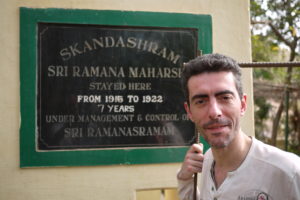 SKANDASHRAM
SRI RAMANA MAHARSHI
STAYED HERE
FROM 1916 TO 1922
7 YEARS
UNDER MANAGEMENT & CONTROL OF
SRI RAMANASRAMAM